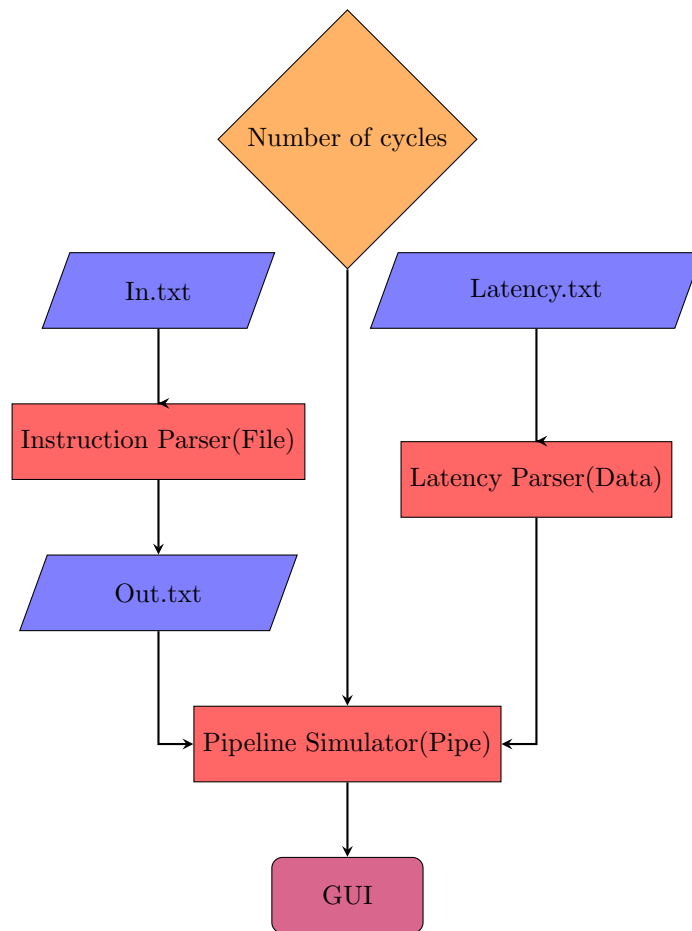 Number of cycles
In.txt
Latency.txt
Instruction Parser(File)
Latency Parser(Data)
Out.txt
Pipeline Simulator(Pipe)
GUI